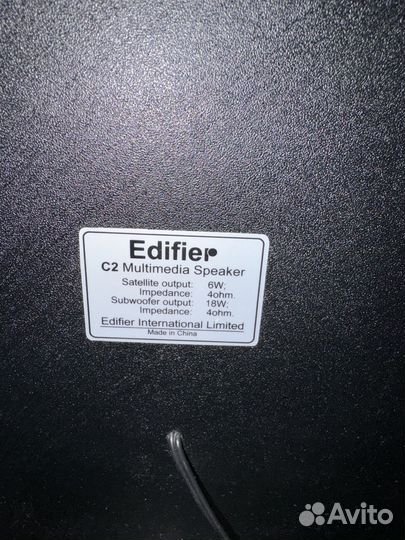 Edifier
C2 Multimedia Speaker
Satellite output: 6W;
Impedance: 4ohm.
Subwoofer output: 18W;
Impedance: 4ohm.
Edifier International Limited
Made in China
Avito